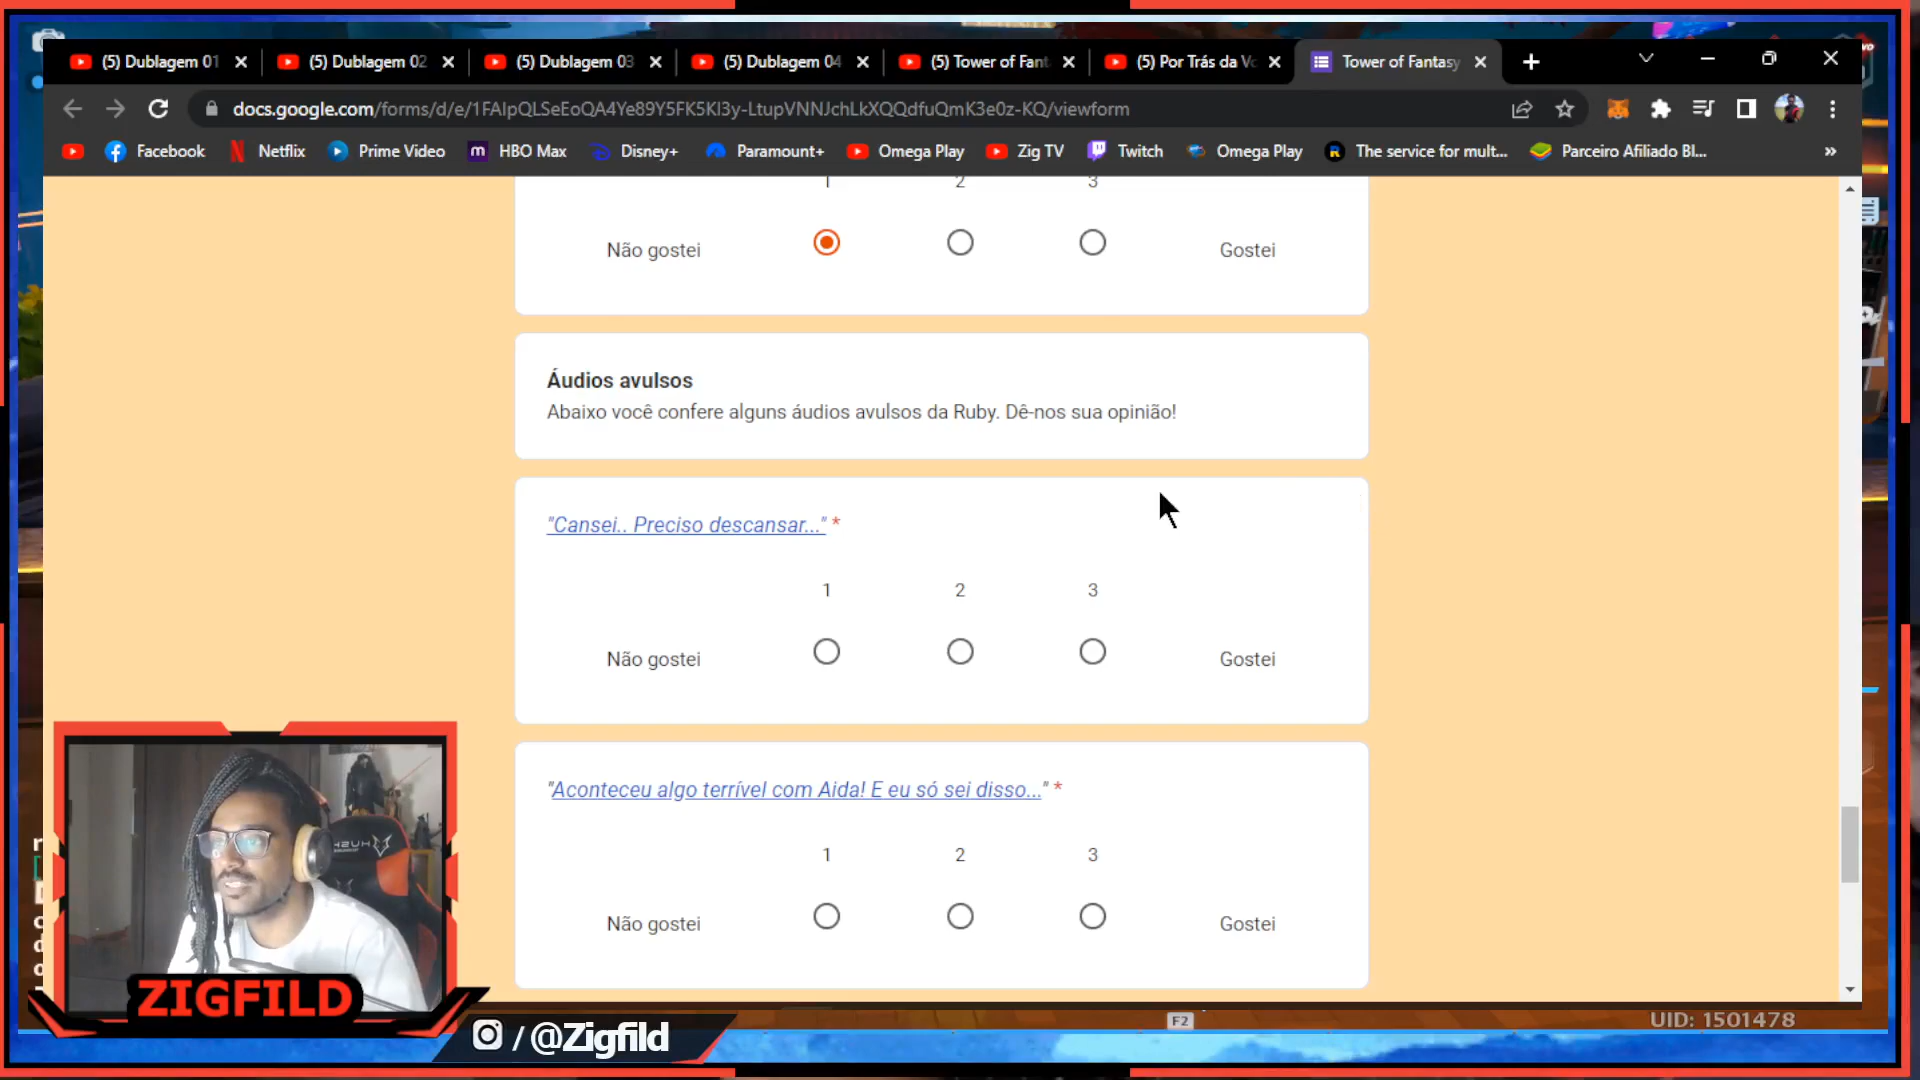 (5) Dublagem 01
(5) Dublagem 02
(5) Dublagem 03
(5) Dublagem 04
(5) Tower of Fant
(5) Por Trás da Vo
Tower of Fantasy
docs.google.com/forms/d/e/1FAIpQLSeEoQA4Ye89Y5FK5Kl3y-LtupVNNJchLkXQQdfuQmK3e0z-KQ/viewform
Facebook
Netflix
Prime Video
HBO Max
Disney+
Paramount+
Omega Play
Zig TV
Twitch
Omega Play
The service for mult...
Parceiro Afiliado Bl...
»
1 2 3
Não gostei
Gostei
Áudios avulsos
Abaixo você confere alguns áudios avulsos da Ruby. Dê-nos sua opinião!
"Cansei.. Preciso descansar..." *
1 2 3
Não gostei
Gostei
"Aconteceu algo terrível com Aida! E eu só sei disso..." *
1 2 3
Não gostei
Gostei
ZIGFILD
/ @Zigfild
F2
UID: 1501478